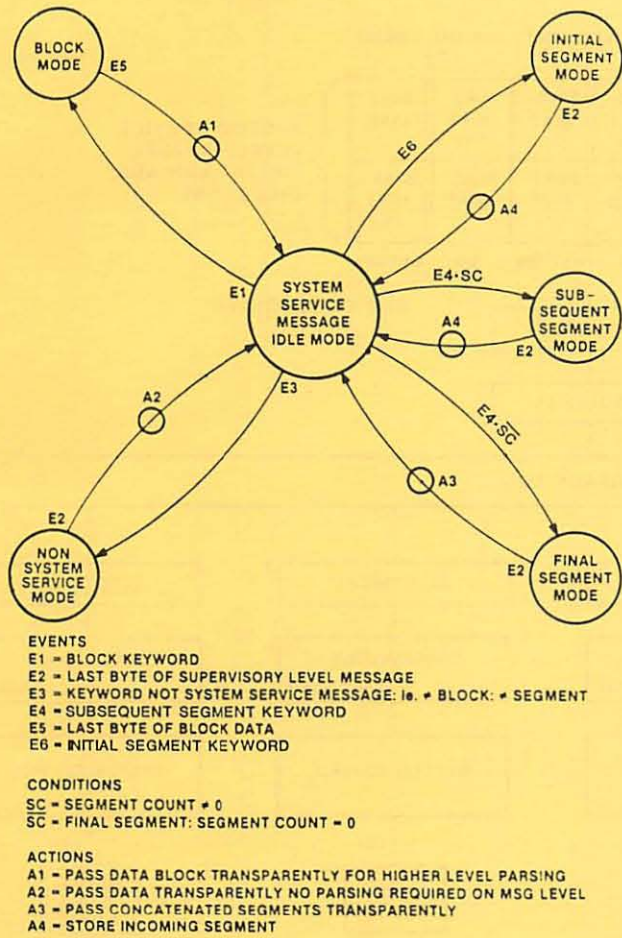 BLOCK
MODE
E5
A1
INITIAL
SEGMENT
MODE
E2
E6
A4
E1
SYSTEM
SERVICE
MESSAGE
IDLE MODE
E4·SC
SUB-
SEQUENT
SEGMENT
MODE
A4
E2
E3
A2
E4·S̅C̅
A3
E2
NON
SYSTEM
SERVICE
MODE
E2
FINAL
SEGMENT
MODE
EVENTS
E1 = BLOCK KEYWORD
E2 = LAST BYTE OF SUPERVISORY LEVEL MESSAGE
E3 = KEYWORD NOT SYSTEM SERVICE MESSAGE: ie. ≠ BLOCK: ≠ SEGMENT
E4 = SUBSEQUENT SEGMENT KEYWORD
E5 = LAST BYTE OF BLOCK DATA
E6 = INITIAL SEGMENT KEYWORD
CONDITIONS
SC = SEGMENT COUNT ≠ 0
S̅C̅ = FINAL SEGMENT: SEGMENT COUNT = 0
ACTIONS
A1 = PASS DATA BLOCK TRANSPARENTLY FOR HIGHER LEVEL PARSING
A2 = PASS DATA TRANSPARENTLY NO PARSING REQUIRED ON MSG LEVEL
A3 = PASS CONCATENATED SEGMENTS TRANSPARENTLY
A4 = STORE INCOMING SEGMENT